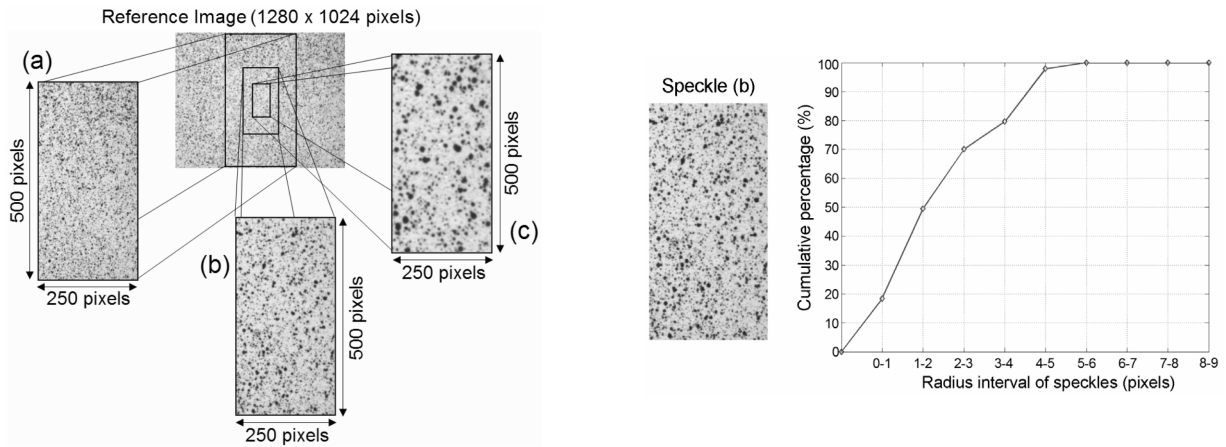 Reference Image (1280 x 1024 pixels)
(a)
500 pixels
250 pixels
(b)
500 pixels
250 pixels
500 pixels
(c)
250 pixels
Speckle (b)
Cumulative percentage (%)
100
90
80
70
60
50
40
30
20
10
0
0-1 1-2 2-3 3-4 4-5 5-6 6-7 7-8 8-9
Radius interval of speckles (pixels)